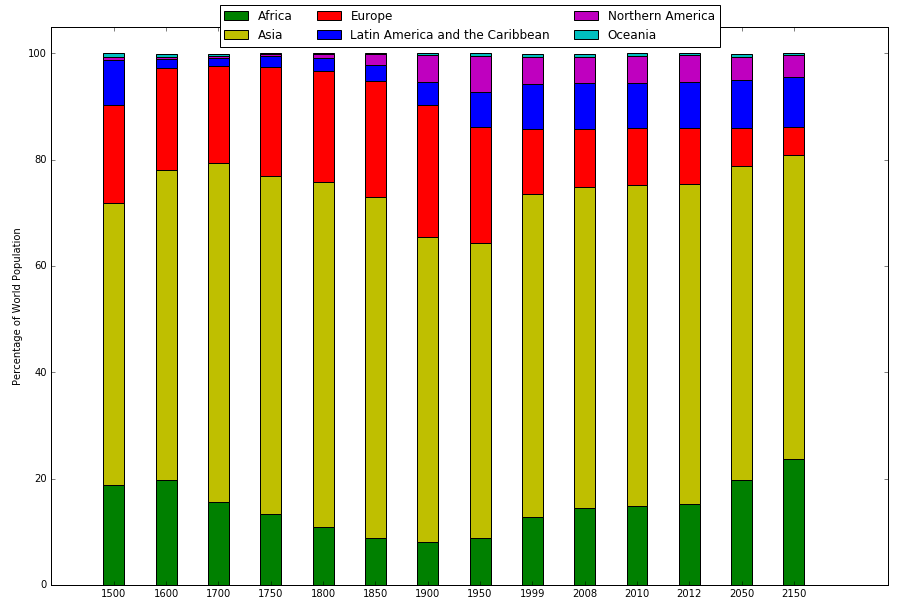 Africa Europe Northern America
Asia Latin America and the Caribbean Oceania
Percentage of World Population
100
80
60
40
20
0
1500 1600 1700 1750 1800 1850 1900 1950 1999 2008 2010 2012 2050 2150